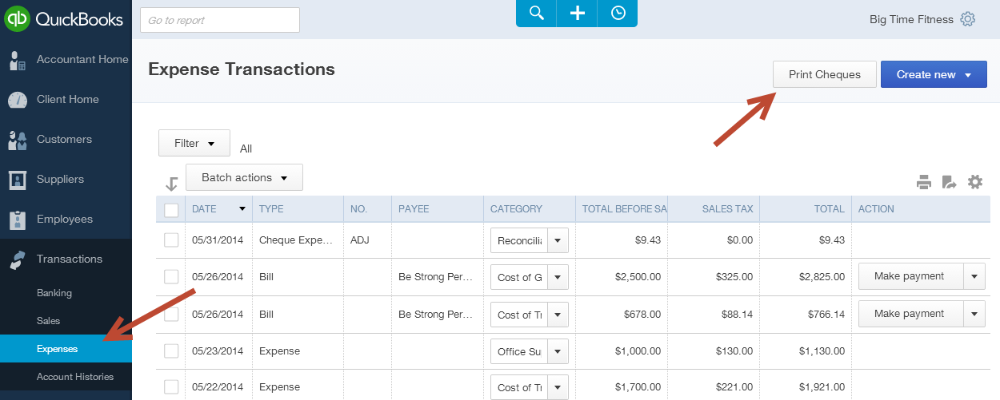 qb QuickBooks
Go to report
Big Time Fitness
Accountant Home
Client Home
Customers
Suppliers
Employees
Transactions
Banking
Sales
Expenses
Account Histories
Expense Transactions
Print Cheques
Create new
Filter
All
Batch actions
DATE TYPE NO. PAYEE CATEGORY TOTAL BEFORE SA SALES TAX TOTAL ACTION
05/31/2014 Cheque Expe... ADJ Reconcilia $9.43 $0.00 $9.43
05/26/2014 Bill Be Strong Per... Cost of G $2,500.00 $325.00 $2,825.00 Make payment
05/26/2014 Bill Be Strong Per... Cost of Tr $678.00 $88.14 $766.14 Make payment
05/23/2014 Expense Office Su $1,000.00 $130.00 $1,130.00
05/22/2014 Expense Cost of Tr $1,700.00 $221.00 $1,921.00